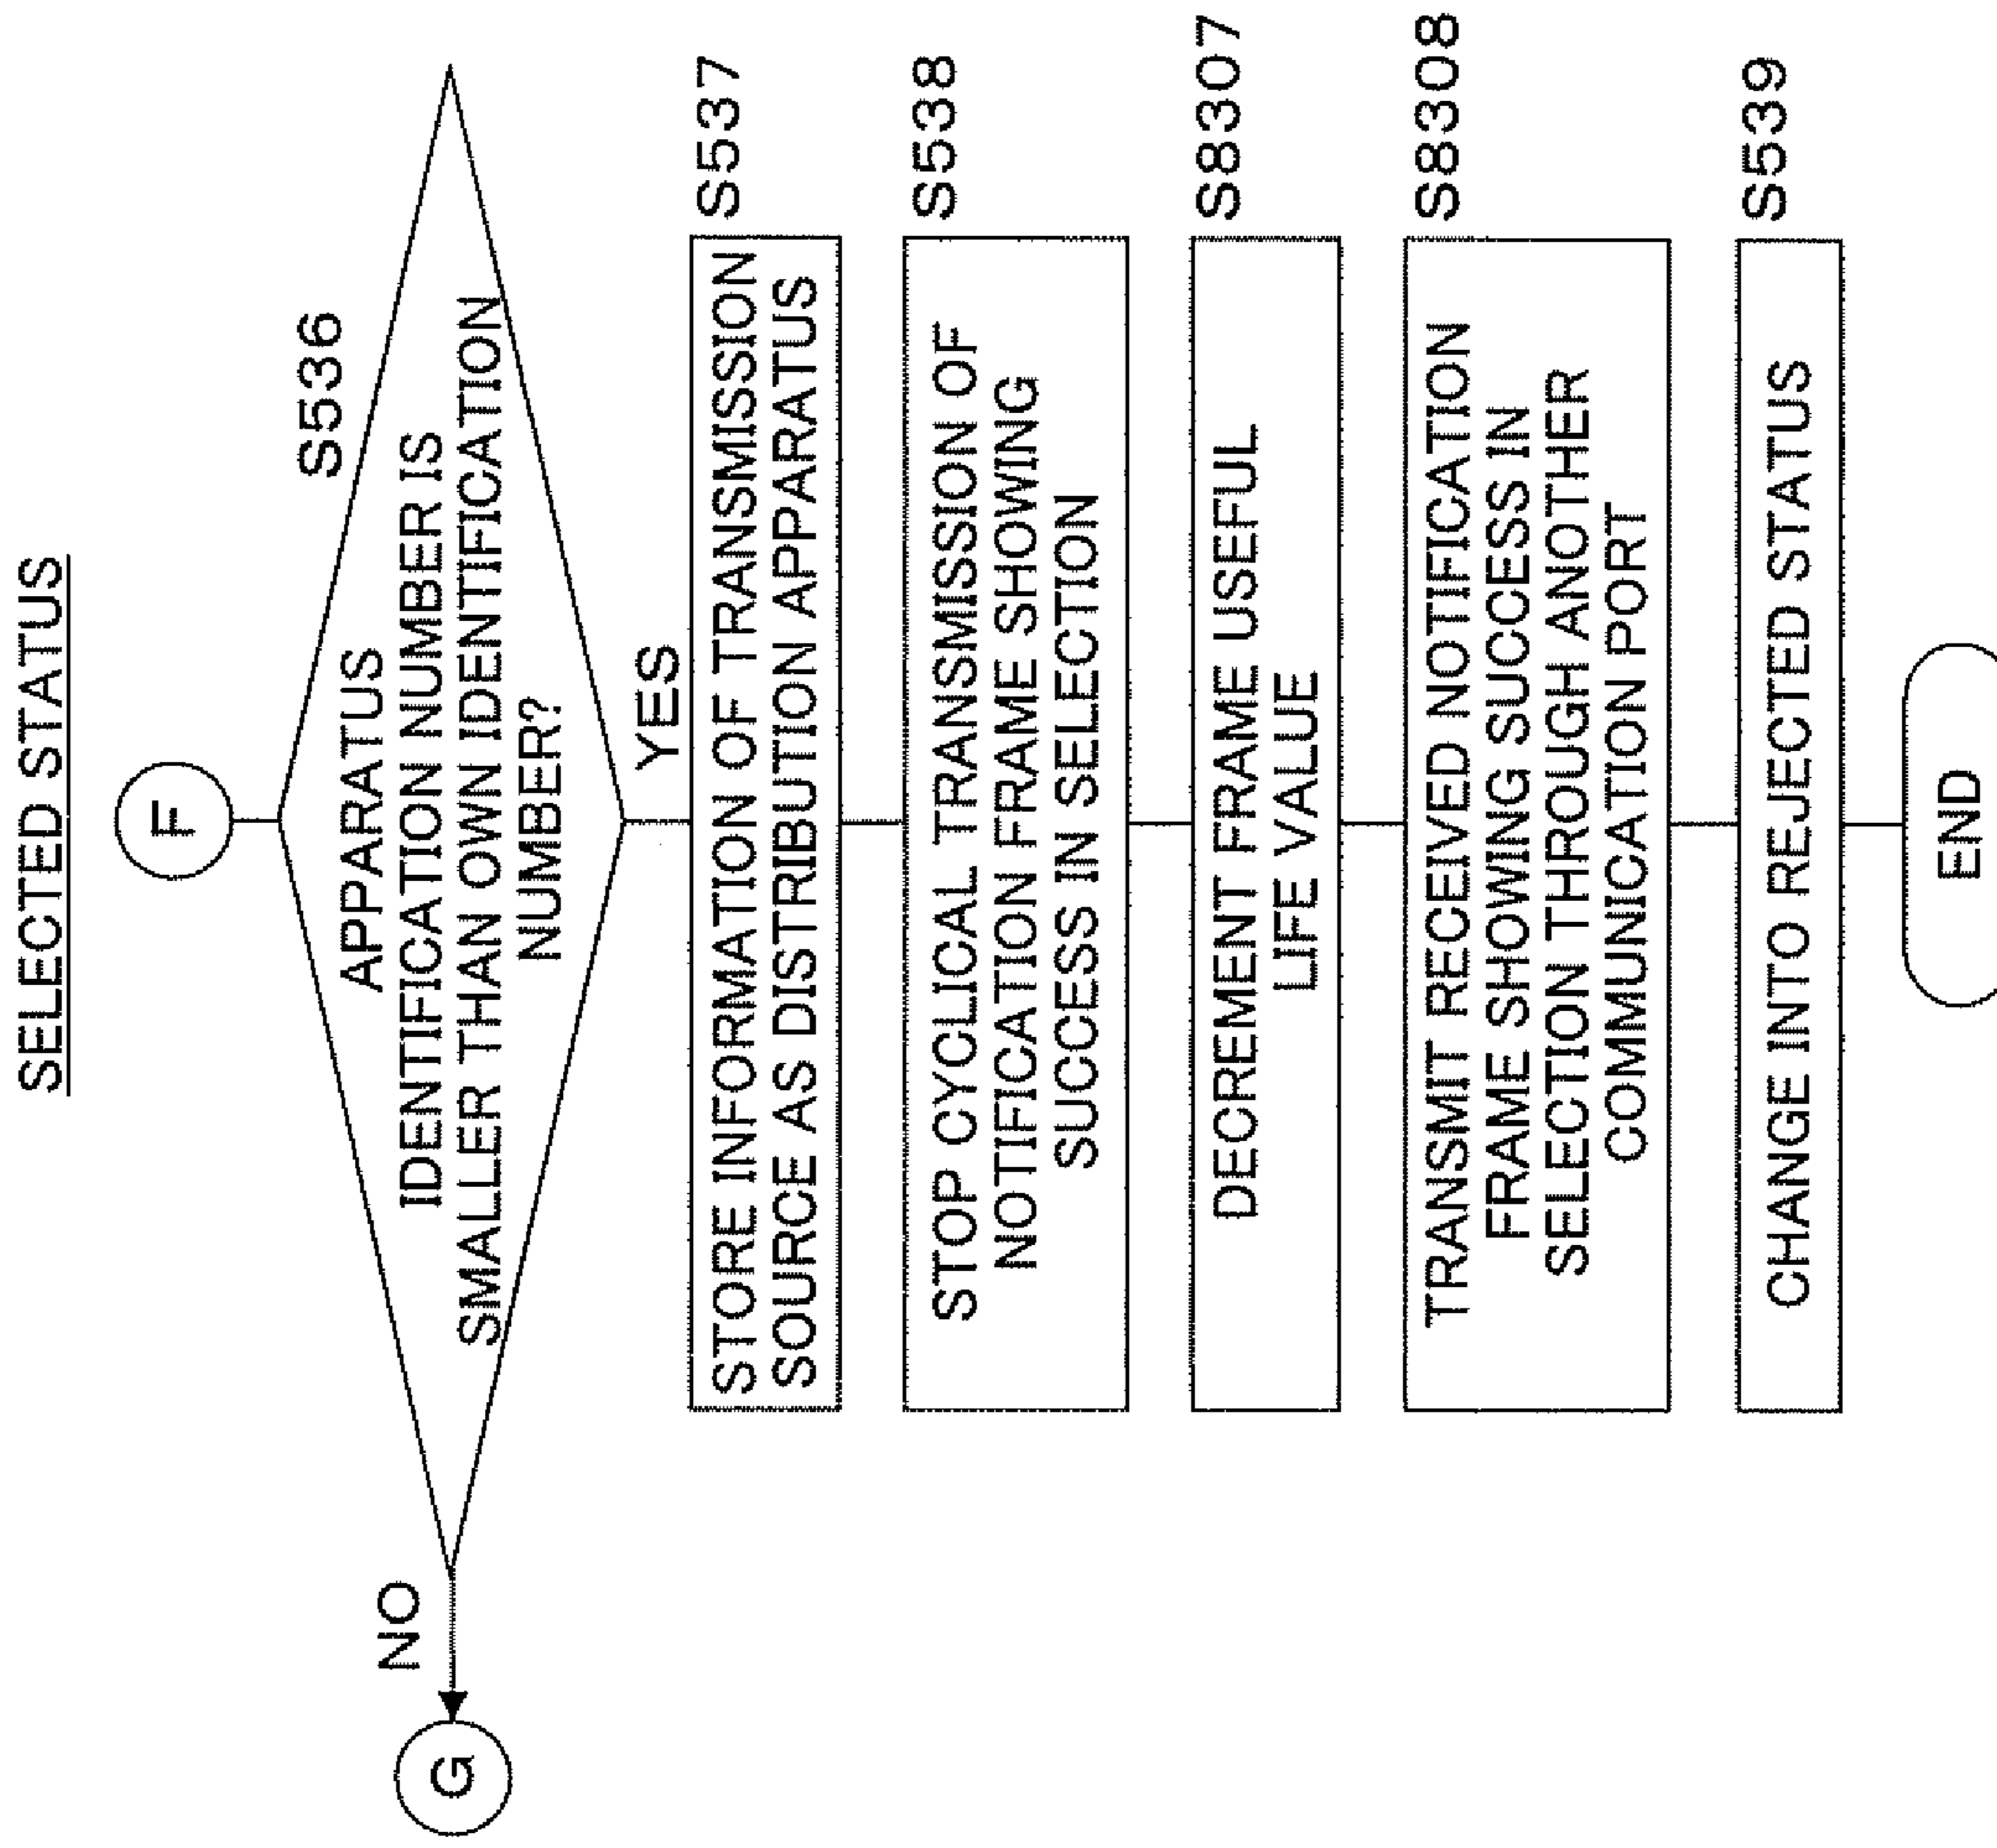 SELECTED STATUS
F
S536
APPARATUS
IDENTIFICATION NUMBER IS
SMALLER THAN OWN IDENTIFICATION
NUMBER?
NO
G
YES
S537
STORE INFORMATION OF TRANSMISSION
SOURCE AS DISTRIBUTION APPARATUS
S538
STOP CYCLICAL TRANSMISSION OF
NOTIFICATION FRAME SHOWING
SUCCESS IN SELECTION
S8307
DECREMENT FRAME USEFUL
LIFE VALUE
S8308
TRANSMIT RECEIVED NOTIFICATION
FRAME SHOWING SUCCESS IN
SELECTION THROUGH ANOTHER
COMMUNICATION PORT
S539
CHANGE INTO REJECTED STATUS
END